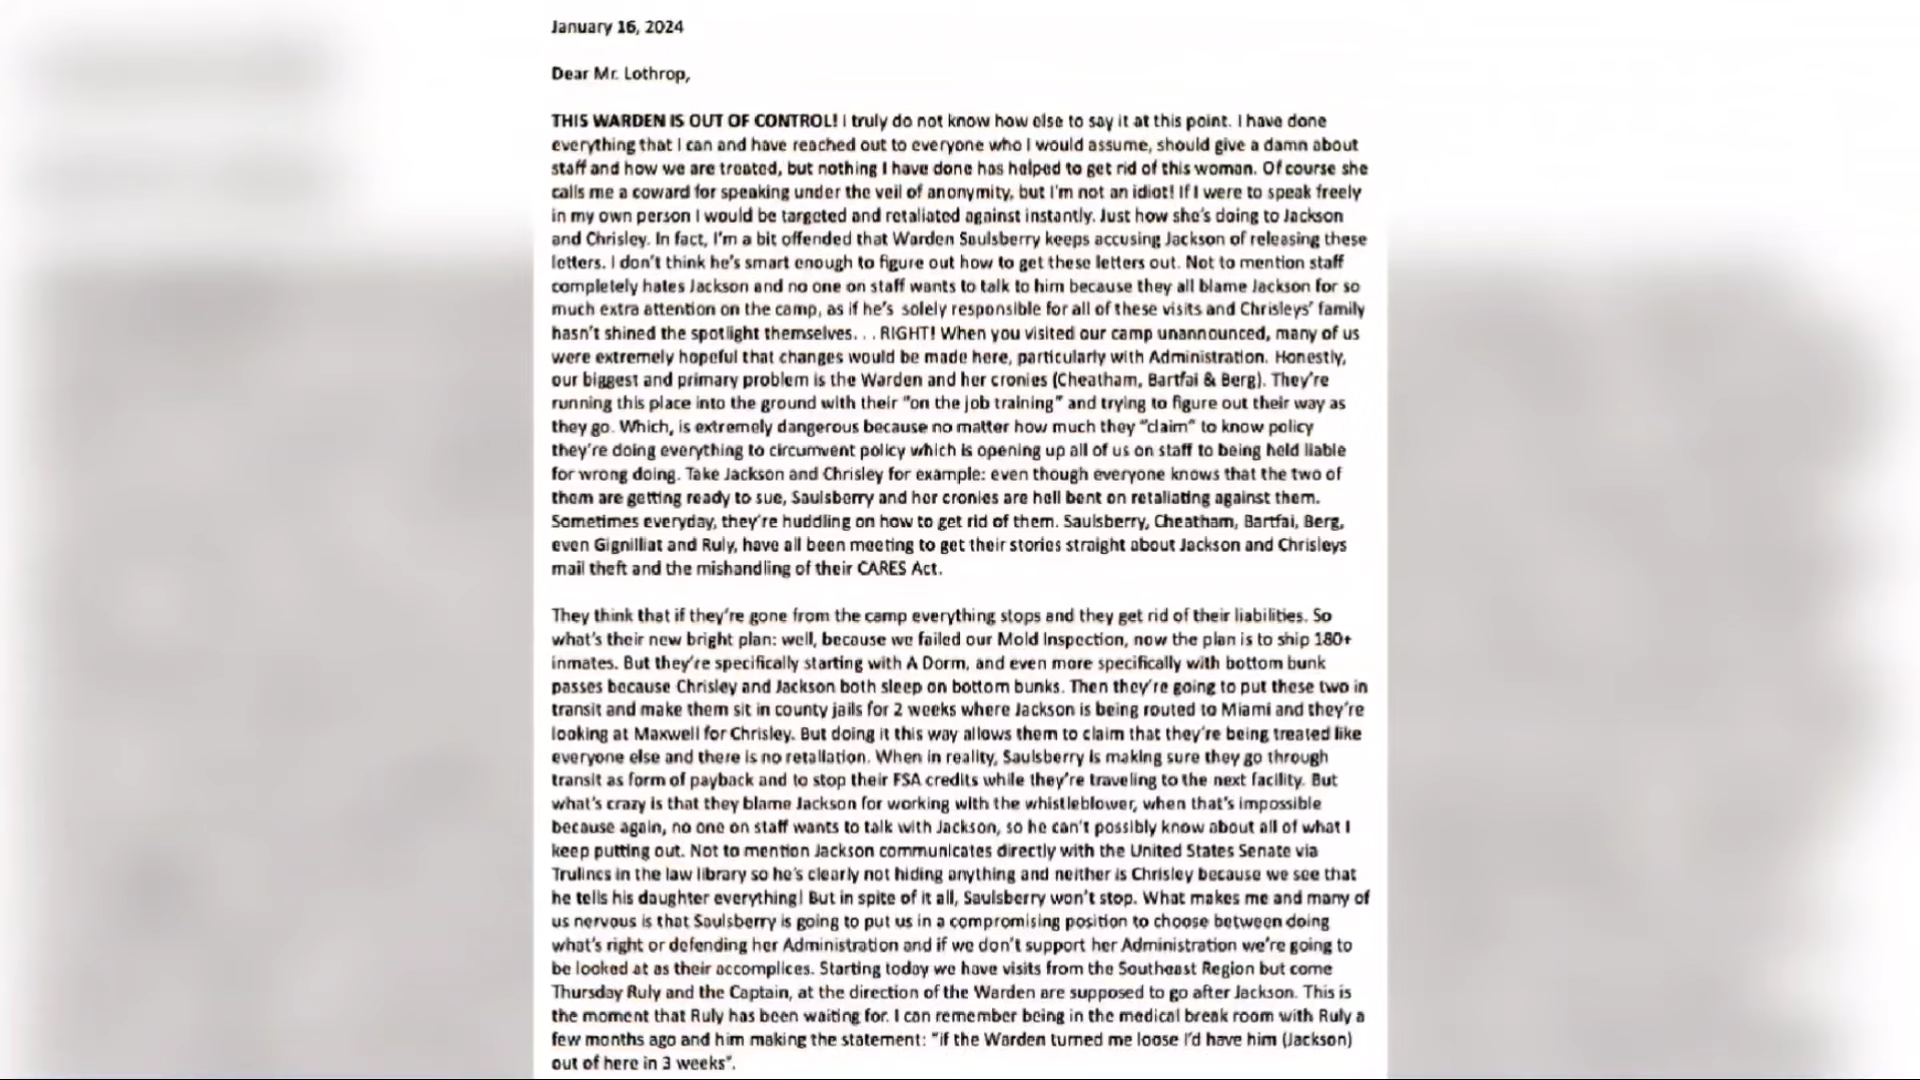 January 16, 2024
Dear Mr. Lothrop,
THIS WARDEN IS OUT OF CONTROL! I truly do not know how else to say it at this point. I have done
everything that I can and have reached out to everyone who I would assume, should give a damn about
staff and how we are treated, but nothing I have done has helped to get rid of this woman. Of course she
calls me a coward for speaking under the veil of anonymity, but I'm not an idiot! If I were to speak freely
in my own person I would be targeted and retaliated against instantly. Just how she's doing to Jackson
and Chrisley. In fact, I'm a bit offended that Warden Saulsberry keeps accusing Jackson of releasing these
letters. I don't think he's smart enough to figure out how to get these letters out. Not to mention staff
completely hates Jackson and no one on staff wants to talk to him because they all blame Jackson for so
much extra attention on the camp, as if he's solely responsible for all of these visits and Chrisleys' family
hasn't shined the spotlight themselves. . . RIGHT! When you visited our camp unannounced, many of us
were extremely hopeful that changes would be made here, particularly with Administration. Honestly,
our biggest and primary problem is the Warden and her cronies (Cheatham, Bartfai & Berg). They're
running this place into the ground with their "on the job training" and trying to figure out their way as
they go. Which, is extremely dangerous because no matter how much they "claim" to know policy
they're doing everything to circumvent policy which is opening up all of us on staff to being held liable
for wrong doing. Take Jackson and Chrisley for example: even though everyone knows that the two of
them are getting ready to sue, Saulsberry and her cronies are hell bent on retaliating against them.
Sometimes everyday, they're huddling on how to get rid of them. Saulsberry, Cheatham, Bartfai, Berg,
even Gignilliat and Ruly, have all been meeting to get their stories straight about Jackson and Chrisleys
mail theft and the mishandling of their CARES Act.
They think that if they're gone from the camp everything stops and they get rid of their liabilities. So
what's their new bright plan: well, because we failed our Mold Inspection, now the plan is to ship 180+
inmates. But they're specifically starting with A Dorm, and even more specifically with bottom bunk
passes because Chrisley and Jackson both sleep on bottom bunks. Then they're going to put these two in
transit and make them sit in county jails for 2 weeks where Jackson is being routed to Miami and they're
looking at Maxwell for Chrisley. But doing it this way allows them to claim that they're being treated like
everyone else and there is no retaliation. When in reality, Saulsberry is making sure they go through
transit as form of payback and to stop their FSA credits while they're traveling to the next facility. But
what's crazy is that they blame Jackson for working with the whistleblower, when that's impossible
because again, no one on staff wants to talk with Jackson, so he can't possibly know about all of what I
keep putting out. Not to mention Jackson communicates directly with the United States Senate via
Trulincs in the law library so he's clearly not hiding anything and neither is Chrisley because we see that
he tells his daughter everything! But in spite of it all, Saulsberry won't stop. What makes me and many of
us nervous is that Saulsberry is going to put us in a compromising position to choose between doing
what's right or defending her Administration and if we don't support her Administration we're going to
be looked at as their accomplices. Starting today we have visits from the Southeast Region but come
Thursday Ruly and the Captain, at the direction of the Warden are supposed to go after Jackson. This is
the moment that Ruly has been waiting for. I can remember being in the medical break room with Ruly a
few months ago and him making the statement: "if the Warden turned me loose I'd have him (Jackson)
out of here in 3 weeks".